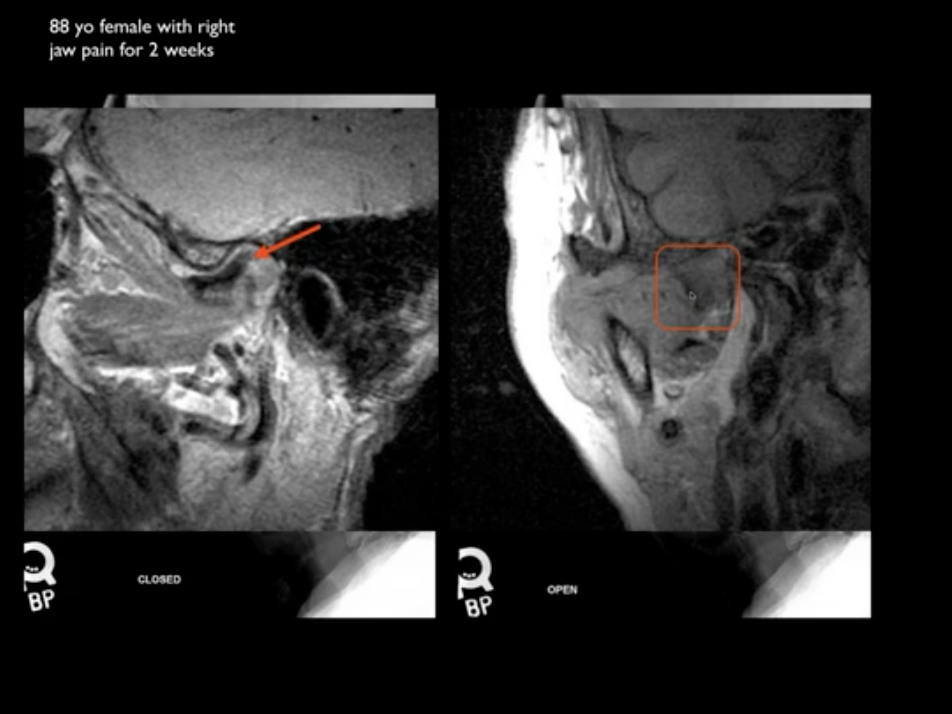 88 yo female with right
jaw pain for 2 weeks
BP
CLOSED
BP
OPEN